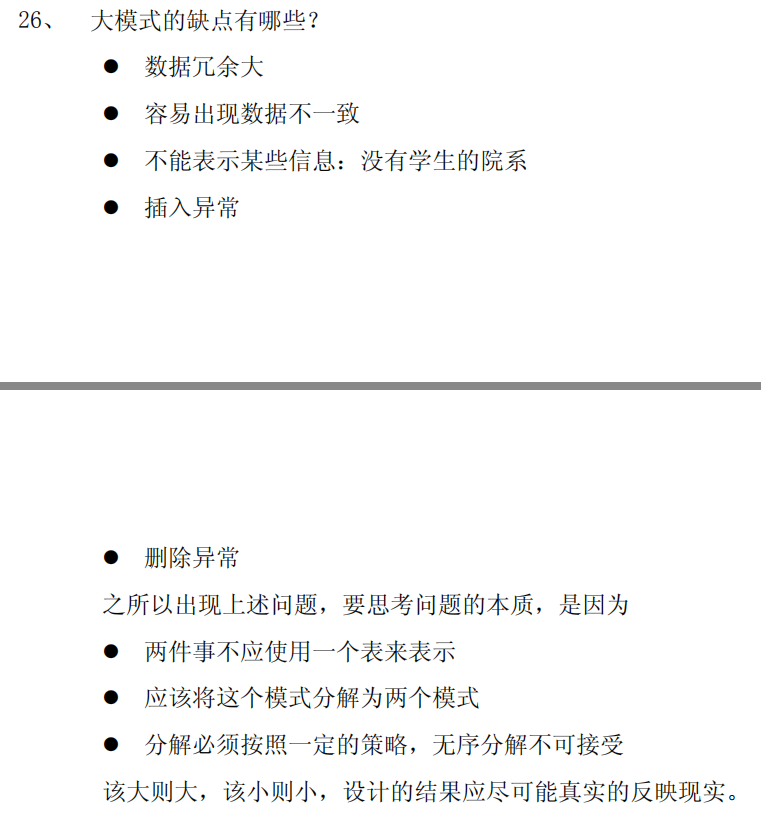 26、 大模式的缺点有哪些？
● 数据冗余大
● 容易出现数据不一致
● 不能表示某些信息：没有学生的院系
● 插入异常
● 删除异常
之所以出现上述问题，要思考问题的本质，是因为
● 两件事不应使用一个表来表示
● 应该将这个模式分解为两个模式
● 分解必须按照一定的策略，无序分解不可接受
该大则大，该小则小，设计的结果应尽可能真实的反映现实。